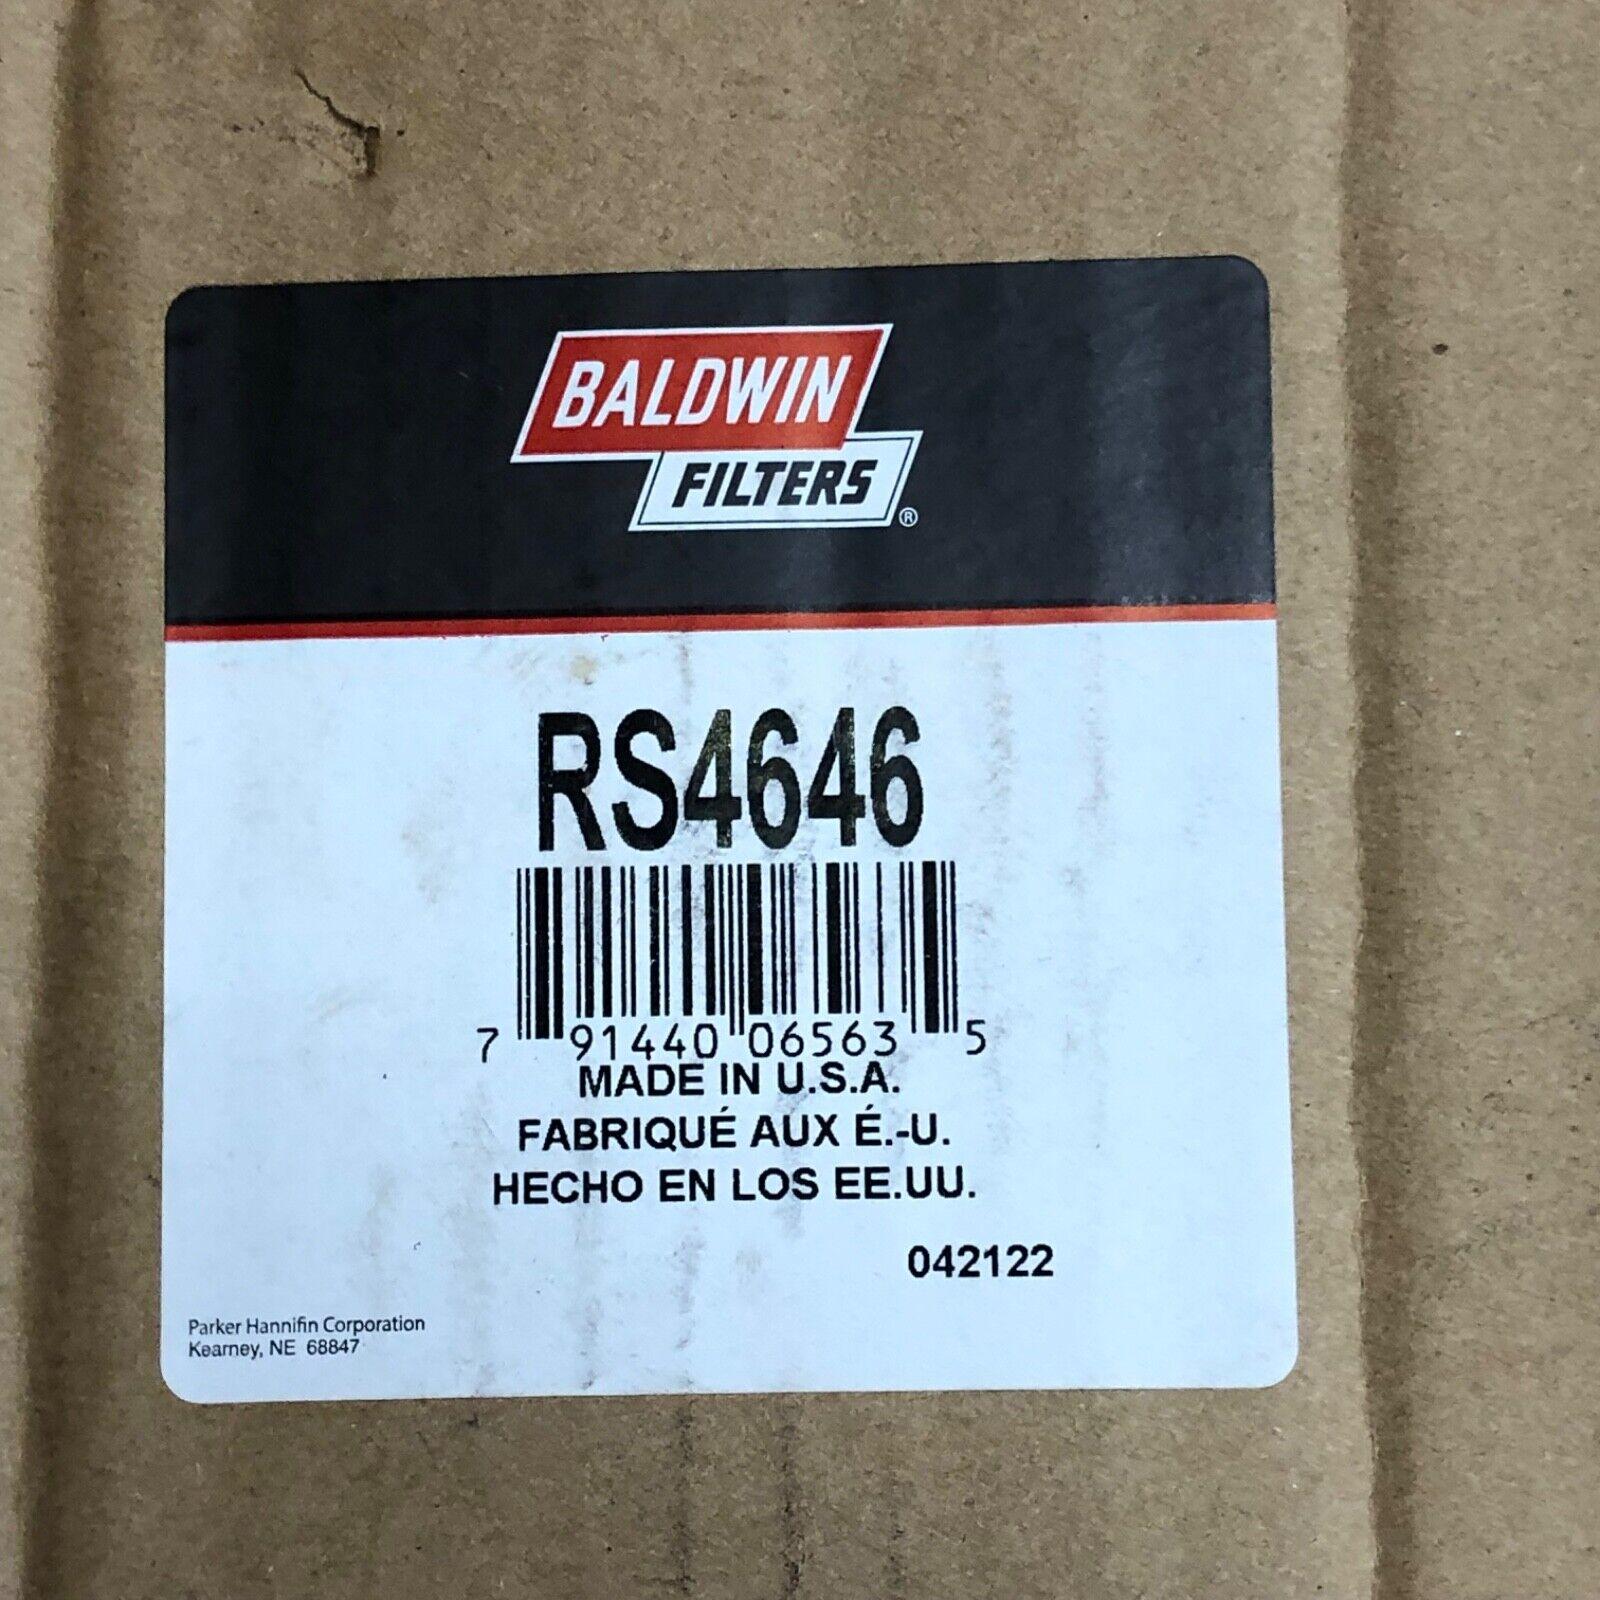 BALDWIN
FILTERS
®
RS4646
7 91440 06563 5
MADE IN U.S.A.
FABRIQUÉ AUX É.-U.
HECHO EN LOS EE.UU.
042122
Parker Hannifin Corporation
Kearney, NE 68847